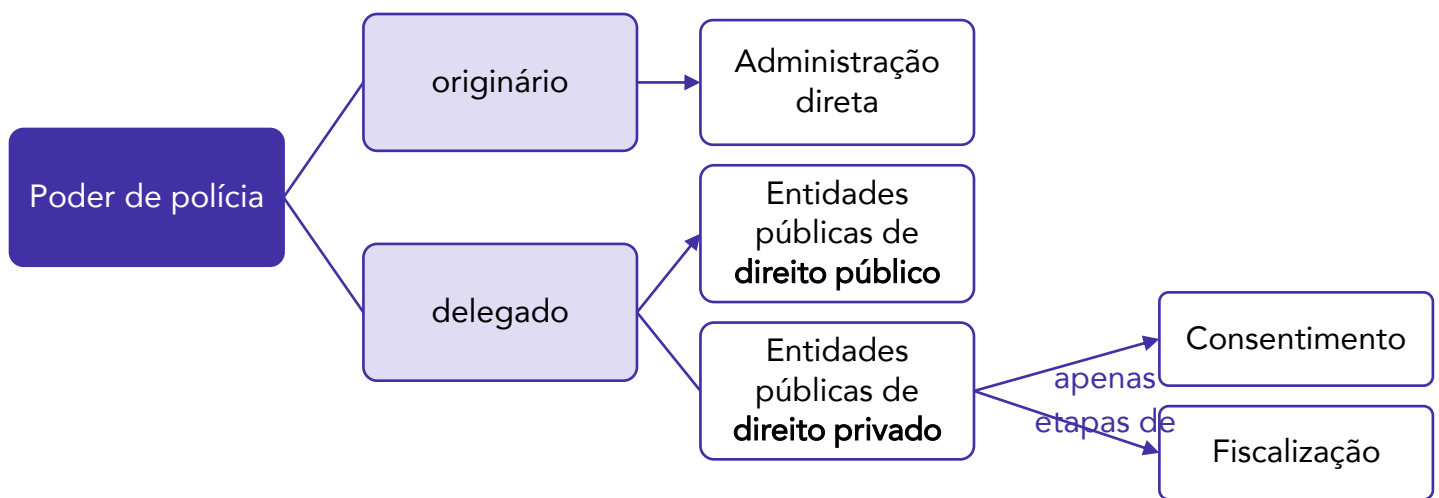 Poder de polícia
originário
Administração
direta
delegado
Entidades
públicas de
direito público
Entidades
públicas de
direito privado
apenas
etapas de
Consentimento
Fiscalização